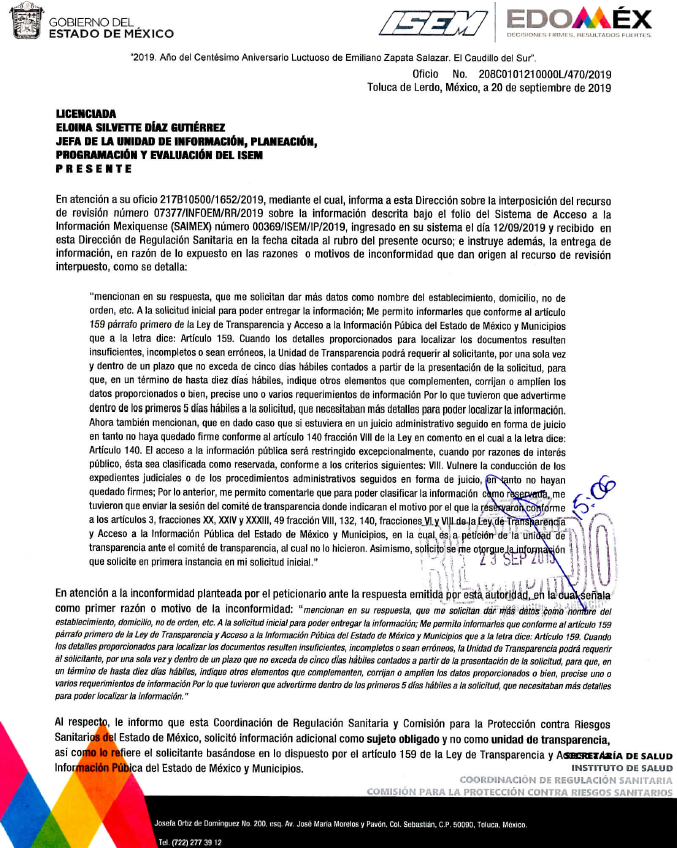 GOBIERNO DEL
ESTADO DE MÉXICO
ISEM
EDOMÉX
DECISIONES FIRMES, RESULTADOS FUERTES.
"2019. Año del Centésimo Aniversario Luctuoso de Emiliano Zapata Salazar. El Caudillo del Sur".
Oficio No. 208C0101210000L/470/2019
Toluca de Lerdo, México, a 20 de septiembre de 2019
LICENCIADA
ELOINA SILVETTE DÍAZ GUTIÉRREZ
JEFA DE LA UNIDAD DE INFORMACIÓN, PLANEACIÓN,
PROGRAMACIÓN Y EVALUACIÓN DEL ISEM
P R E S E N T E
En atención a su oficio 217B10500/1652/2019, mediante el cual, informa a esta Dirección sobre la interposición del recurso
de revisión número 07377/INFOEM/RR/2019 sobre la información descrita bajo el folio del Sistema de Acceso a la
Información Mexiquense (SAIMEX) número 00369/ISEM/IP/2019, ingresado en su sistema el día 12/09/2019 y recibido en
esta Dirección de Regulación Sanitaria en la fecha citada al rubro del presente ocurso; e instruye además, la entrega de
información, en razón de lo expuesto en las razones o motivos de inconformidad que dan origen al recurso de revisión
interpuesto, como se detalla:
"mencionan en su respuesta, que me solicitan dar más datos como nombre del establecimiento, domicilio, no de
orden, etc. A la solicitud inicial para poder entregar la información; Me permito informarles que conforme al artículo
159 párrafo primero de la Ley de Transparencia y Acceso a la Información Púbica del Estado de México y Municipios
que a la letra dice: Artículo 159. Cuando los detalles proporcionados para localizar los documentos resulten
insuficientes, incompletos o sean erróneos, la Unidad de Transparencia podrá requerir al solicitante, por una sola vez
y dentro de un plazo que no exceda de cinco días hábiles contados a partir de la presentación de la solicitud, para
que, en un término de hasta diez días hábiles, indique otros elementos que complementen, corrijan o amplíen los
datos proporcionados o bien, precise uno o varios requerimientos de información Por lo que tuvieron que advertirme
dentro de los primeros 5 días hábiles a la solicitud, que necesitaban más detalles para poder localizar la información.
Ahora también mencionan, que en dado caso que si estuviera en un juicio administrativo seguido en forma de juicio
en tanto no haya quedado firme conforme al artículo 140 fracción VIII de la Ley en comento en el cual a la letra dice:
Artículo 140. El acceso a la información pública será restringido excepcionalmente, cuando por razones de interés
público, ésta sea clasificada como reservada, conforme a los criterios siguientes: VIII. Vulnere la conducción de los
expedientes judiciales o de los procedimientos administrativos seguidos en forma de juicio, en tanto no hayan
quedado firmes; Por lo anterior, me permito comentarle que para poder clasificar la información como reservada, me
tuvieron que enviar la sesión del comité de transparencia donde indicaran el motivo por el que la reservaron conforme
a los artículos 3, fracciones XX, XXIV y XXXIII, 49 fracción VIII, 132, 140, fracciones VI y VIII de la Ley de Transparencia
y Acceso a la Información Pública del Estado de México y Municipios, en la cual es a petición de la unidad de
transparencia ante el comité de transparencia, al cual no lo hicieron. Asimismo, solicito se me otorgue la información
que solicite en primera instancia en mi solicitud inicial."
15:06
23 SEP 2019
En atención a la inconformidad planteada por el peticionario ante la respuesta emitida por esta autoridad, en la cual señala
como primer razón o motivo de la inconformidad: "mencionan en su respuesta, que me solicitan dar más datos como nombre del
establecimiento, domicilio, no de orden, etc. A la solicitud inicial para poder entregar la información; Me permito informarles que conforme al artículo 159
párrafo primero de la Ley de Transparencia y Acceso a la Información Púbica del Estado de México y Municipios que a la letra dice: Artículo 159. Cuando
los detalles proporcionados para localizar los documentos resulten insuficientes, incompletos o sean erróneos, la Unidad de Transparencia podrá requerir
al solicitante, por una sola vez y dentro de un plazo que no exceda de cinco días hábiles contados a partir de la presentación de la solicitud, para que, en
un término de hasta diez días hábiles, indique otros elementos que complementen, corrijan o amplíen los datos proporcionados o bien, precise uno o
varios requerimientos de información Por lo que tuvieron que advertirme dentro de los primeros 5 días hábiles a la solicitud, que necesitaban más detalles
para poder localizar la información."
Al respecto, le informo que esta Coordinación de Regulación Sanitaria y Comisión para la Protección contra Riesgos
Sanitarios del Estado de México, solicitó información adicional como sujeto obligado y no como unidad de transparencia,
así como lo refiere el solicitante basándose en lo dispuesto por el artículo 159 de la Ley de Transparencia y Acceso a la
Información Pública del Estado de México y Municipios.
SECRETARÍA DE SALUD
INSTITUTO DE SALUD
COORDINACIÓN DE REGULACIÓN SANITARIA
COMISIÓN PARA LA PROTECCIÓN CONTRA RIESGOS SANITARIOS
Josefa Ortiz de Domínguez No. 200, esq. Av. José María Morelos y Pavón, Col. Sebastián, C.P. 50090, Toluca, México.
Tel. (722) 277 39 12